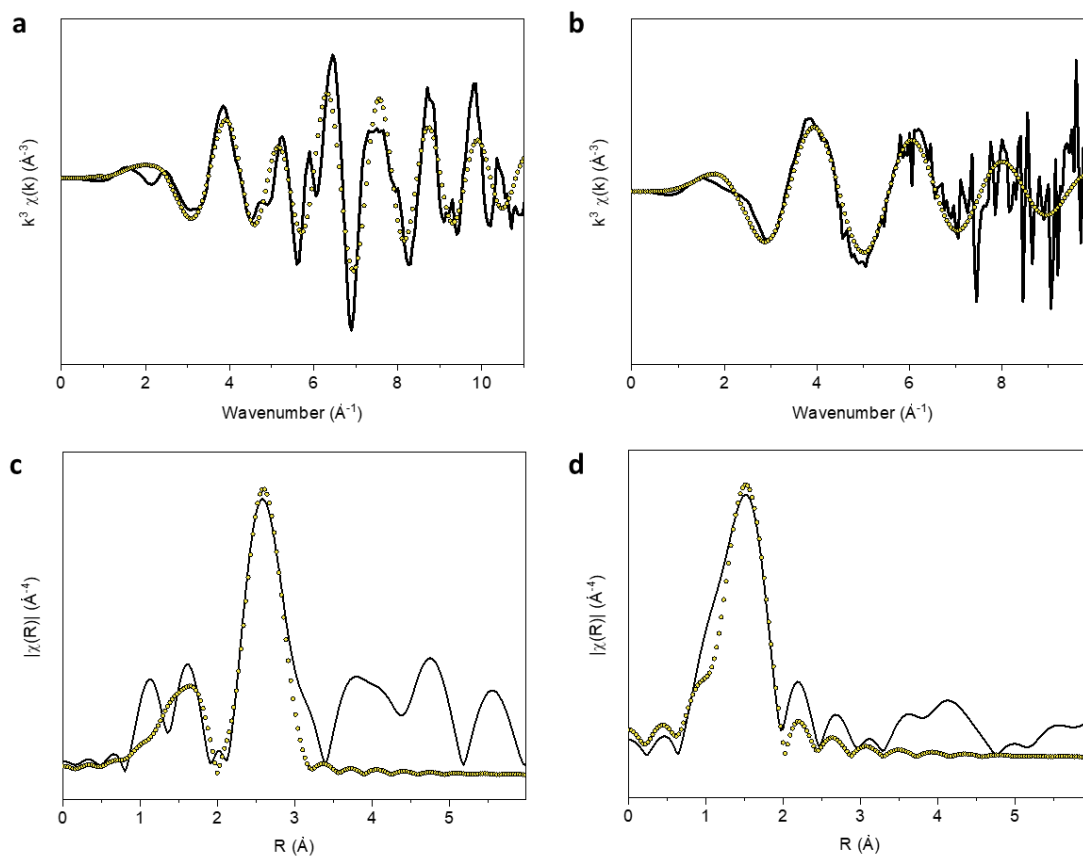 a
K³ χ(k) (Å⁻³)
0 2 4 6 8 10
Wavenumber (Å⁻¹)
b
K³ χ(k) (Å⁻³)
0 2 4 6 8
Wavenumber (Å⁻¹)
c
|χ(R)| (Å⁻⁴)
0 1 2 3 4 5
R (Å)
d
|χ(R)| (Å⁻⁴)
0 1 2 3 4 5
R (Å)